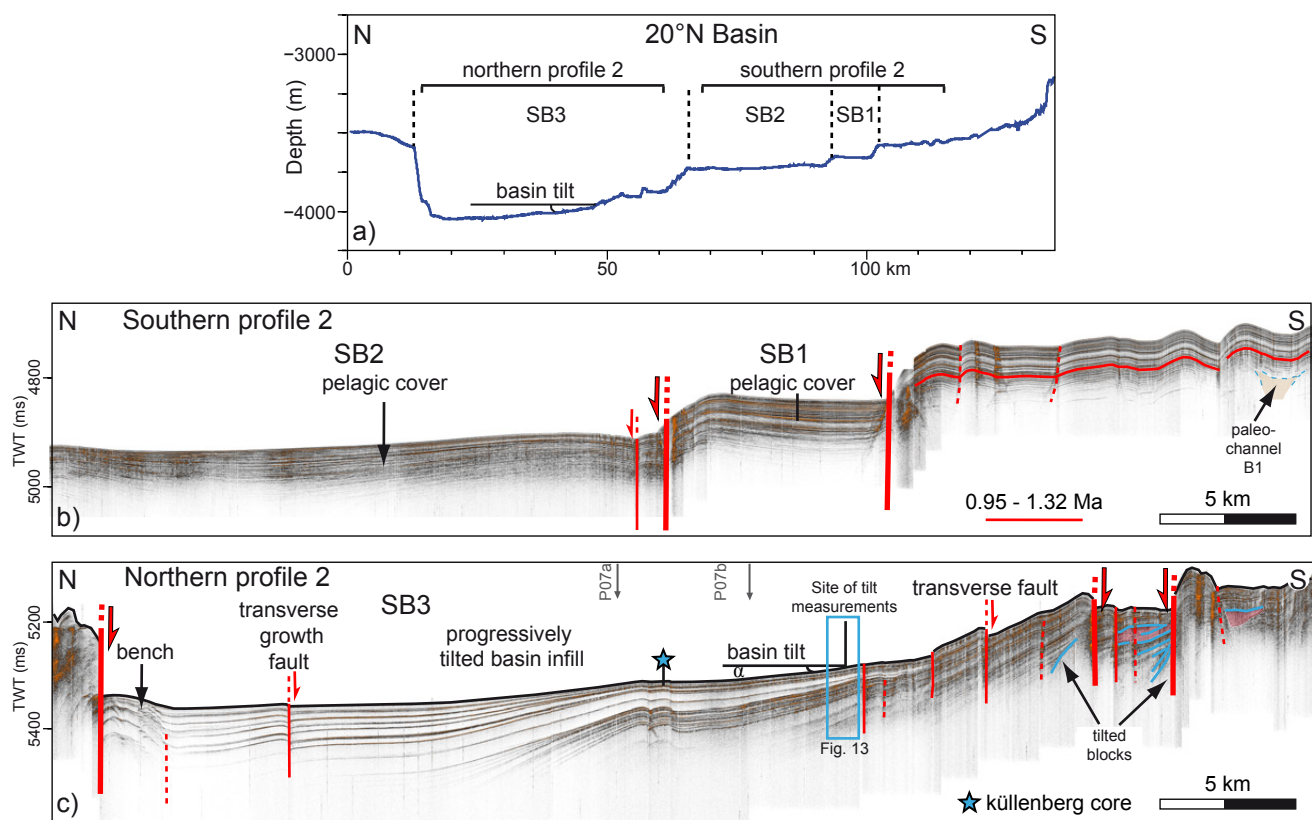 N 20°N Basin S
−3000
northern profile 2 southern profile 2
SB3 SB2 SB1
Depth (m)
basin tilt
−4000
a)
0 50 100 km
N Southern profile 2 S
SB2 SB1
4800
pelagic cover pelagic cover
TWT (ms)
paleo-
channel
B1
5000
0.95 - 1.32 Ma
5 km
b)
N Northern profile 2 S
P07a P07b
SB3
Site of tilt
measurements
transverse fault
5200
transverse
growth
fault
bench
progressively
tilted basin infill
basin tilt
α
TWT (ms)
5400
Fig. 13
tilted
blocks
5 km
küllenberg core
c)